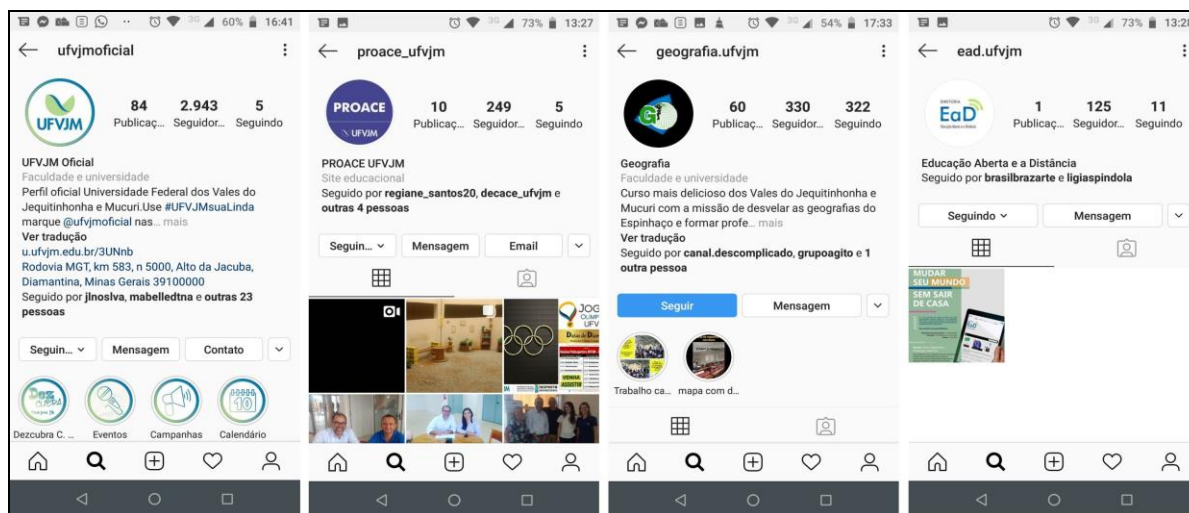 3G 60% 16:41
ufvjmoficial
UFVJM
84 2.943 5
Publicaç... Seguidor... Seguindo
UFVJM Oficial
Faculdade e universidade
Perfil oficial Universidade Federal dos Vales do
Jequitinhonha e Mucuri.Use #UFVJMsuaLinda
marque @ufvjmoficial nas... mais
Ver tradução
u.ufvjm.edu.br/3UNnb
Rodovia MGT, km 583, n 5000, Alto da Jacuba,
Diamantina, Minas Gerais 39100000
Seguido por jlnoslva, mabelledtna e outras 23
pessoas
Seguin... Mensagem Contato
10
Dezcubra C. ... Eventos Campanhas Calendário
3G 73% 13:27
proace_ufvjm
PROACE
UFVJM
10 249 5
Publicaç... Seguidor... Seguindo
PROACE UFVJM
Site educacional
Seguido por regiane_santos20, decace_ufvjm e
outras 4 pessoas
Seguin... Mensagem Email
JOG
3G 54% 17:33
geografia.ufvjm
G
60 330 322
Publicaç... Seguidor... Seguindo
Geografia
Faculdade e universidade
Curso mais delicioso dos Vales do Jequitinhonha e
Mucuri com a missão de desvelar as geografias do
Espinhaço e formar profe... mais
Ver tradução
Seguido por canal.descomplicado, grupoagito e 1
outra pessoa
Seguir Mensagem
Trabalho ca... mapa com d...
3G 73% 13:28
ead.ufvjm
EaD
1 125 11
Publicaç... Seguidor... Seguindo
Educação Aberta e a Distância
Seguido por brasilbrazarte e ligiaspindola
Seguindo Mensagem
MUDAR
SEU MUNDO
SEM SAIR
DE CASA